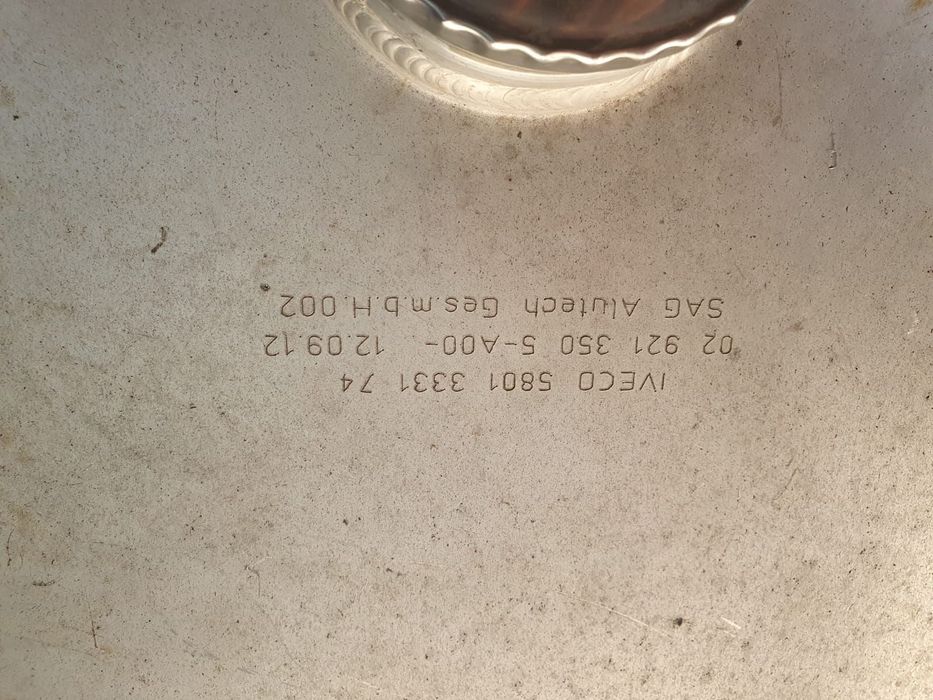 IVECO 5801 3331 74
02 921 350 5-A00- 12.09.12
SAG Alutech Ges.m.b.H.002